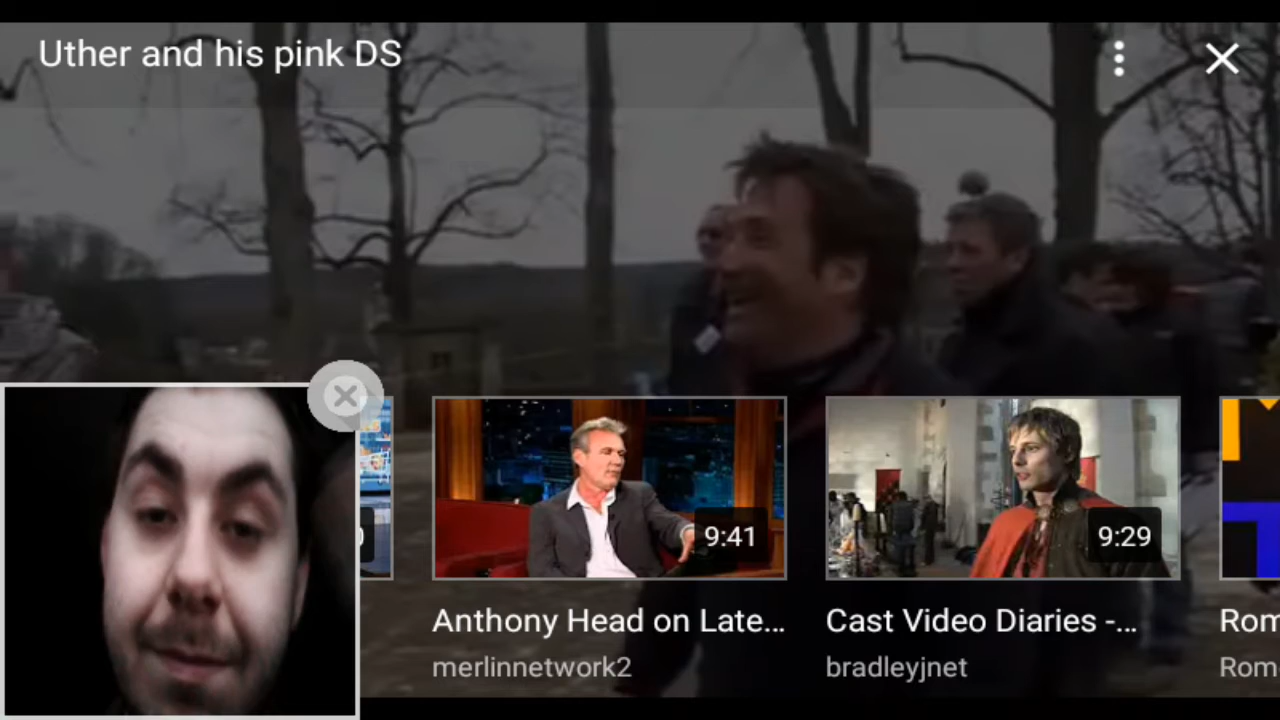 Uther and his pink DS
9:41
9:29
Anthony Head on Late...
Cast Video Diaries -...
Rom
merlinnetwork2
bradleyjnet
Rom